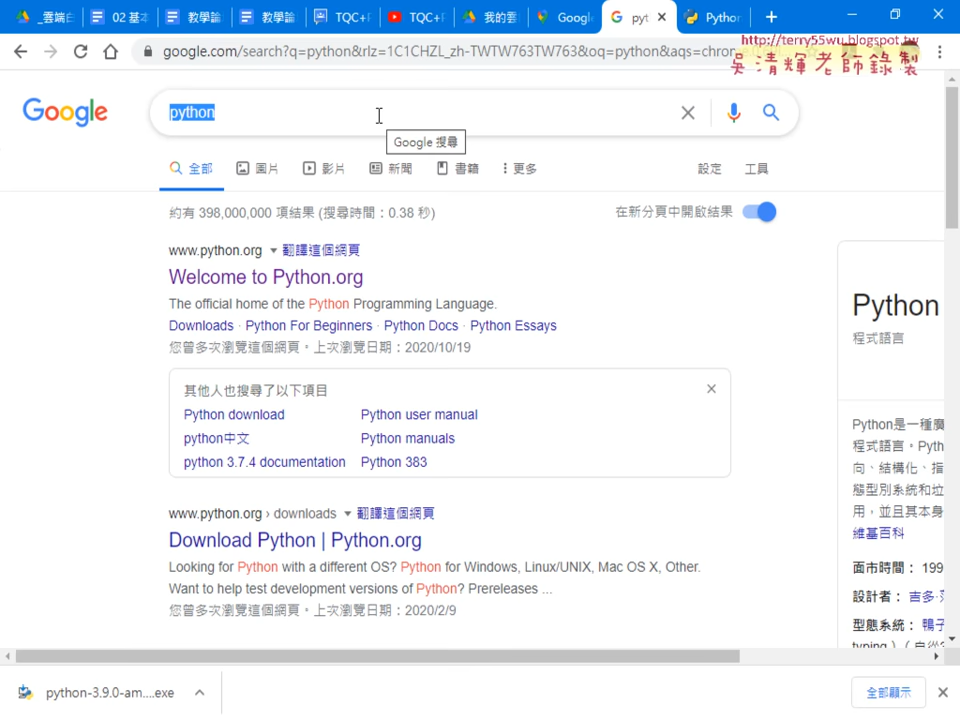 _雲端白
02 基本
教學論
教學論
TQC+P
TQC+
我的雲
Googl
pyt
Python
google.com/search?q=python&rlz=1C1CHZL_zh-TWTW763TW763&oq=python&aqs=chrom
http://terry55wu.blogspot.tw
吳清輝老師錄製
Google
python
Google 搜尋
全部 圖片 影片 新聞 書籍 更多 設定 工具
約有 398,000,000 項結果 (搜尋時間：0.38 秒) 在新分頁中開啟結果
www.python.org 翻譯這個網頁
Welcome to Python.org
The official home of the Python Programming Language.
Downloads · Python For Beginners · Python Docs · Python Essays
您曾多次瀏覽這個網頁。上次瀏覽日期：2020/10/19
其他人也搜尋了以下項目
Python download Python user manual
python中文 Python manuals
python 3.7.4 documentation Python 383
www.python.org › downloads 翻譯這個網頁
Download Python | Python.org
Looking for Python with a different OS? Python for Windows, Linux/UNIX, Mac OS X, Other.
Want to help test development versions of Python? Prereleases ...
您曾多次瀏覽這個網頁。上次瀏覽日期：2020/2/9
Python
程式語言
Python是一種廣
程式語言。Pyth
向、結構化、指
態型別系統和垃
用，並且其本身
維基百科
面市時間： 199
設計者： 吉多·范
型態系統： 鴨子
typing）（自從
python-3.9.0-am....exe
全部顯示